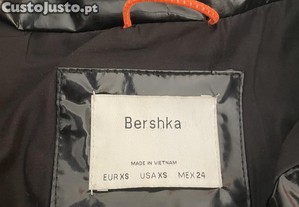 CustoJusto.pt
Bershka
MADE IN VIETNAM
EUR XS USA XS MEX 24